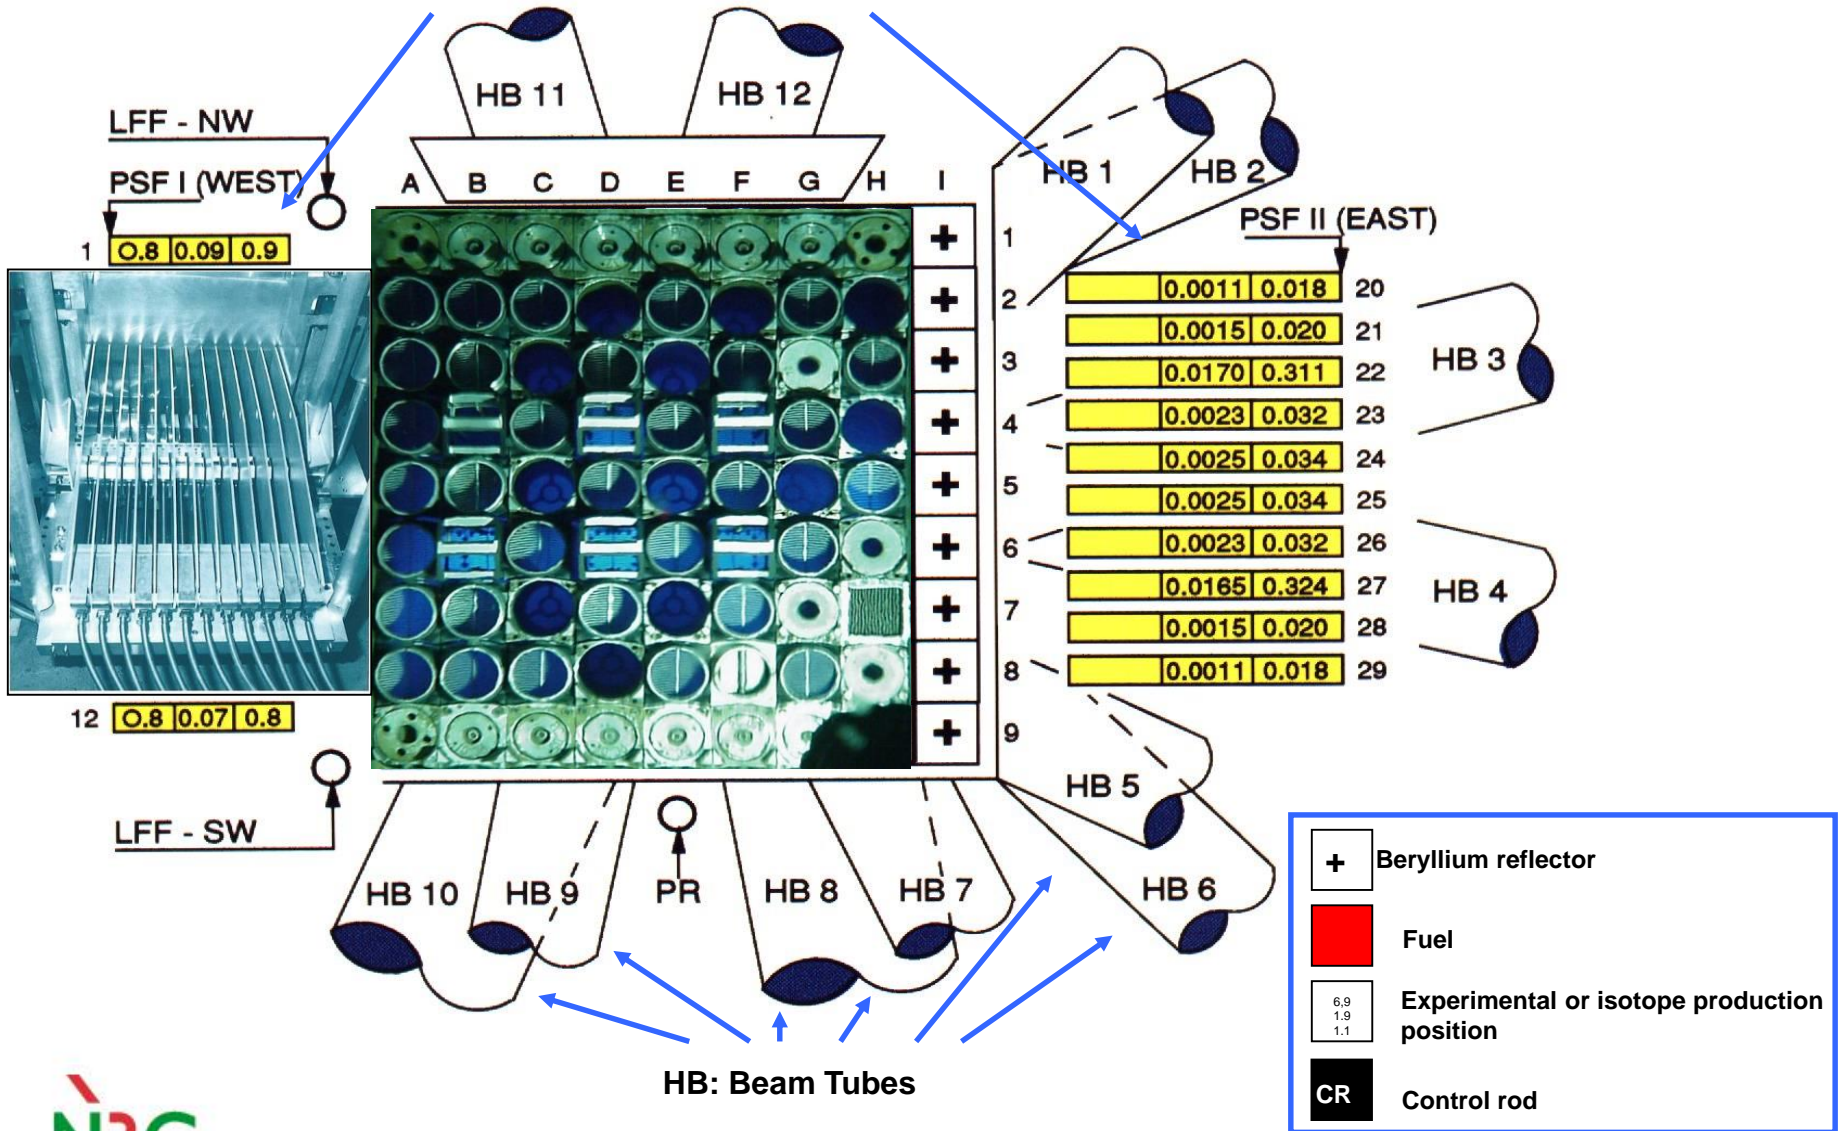 HB 11
HB 12
LFF - NW
HB 1
HB 2
PSF I (WEST)
A B C D E F G H I
PSF II (EAST)
1 0.8 0.09 0.9
1
2
3
4
5
6
7
8
9
0.0011 0.018 20
0.0015 0.020 21
0.0170 0.311 22
0.0023 0.032 23
0.0025 0.034 24
0.0025 0.034 25
0.0023 0.032 26
0.0165 0.324 27
0.0015 0.020 28
0.0011 0.018 29
HB 3
HB 4
12 0.8 0.07 0.8
LFF - SW
HB 5
HB 10
HB 9
PR
HB 8
HB 7
HB 6
HB: Beam Tubes
+ Beryllium reflector
Fuel
6,9
1.9
1.1
Experimental or isotope production
position
CR Control rod
NRG